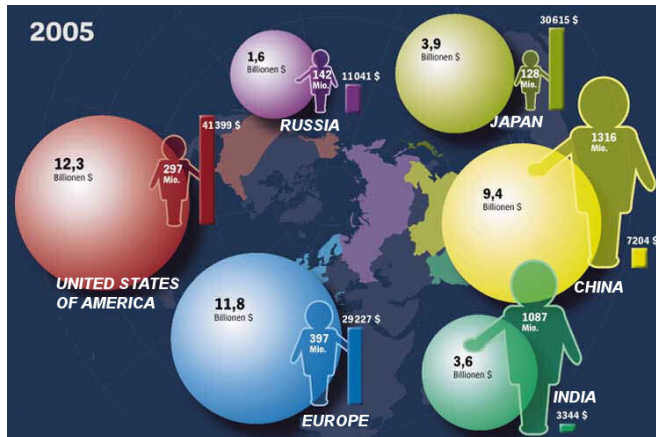 2005
1,6
Billionen $
142
Mio.
11041 $
RUSSIA
3,9
Billionen $
128
Mio.
30615 $
JAPAN
12,3
Billionen $
297
Mio.
41399 $
UNITED STATES
OF AMERICA
9,4
Billionen $
1316
Mio.
7204 $
CHINA
11,8
Billionen $
397
Mio.
29227 $
EUROPE
3,6
Billionen $
1087
Mio.
3344 $
INDIA